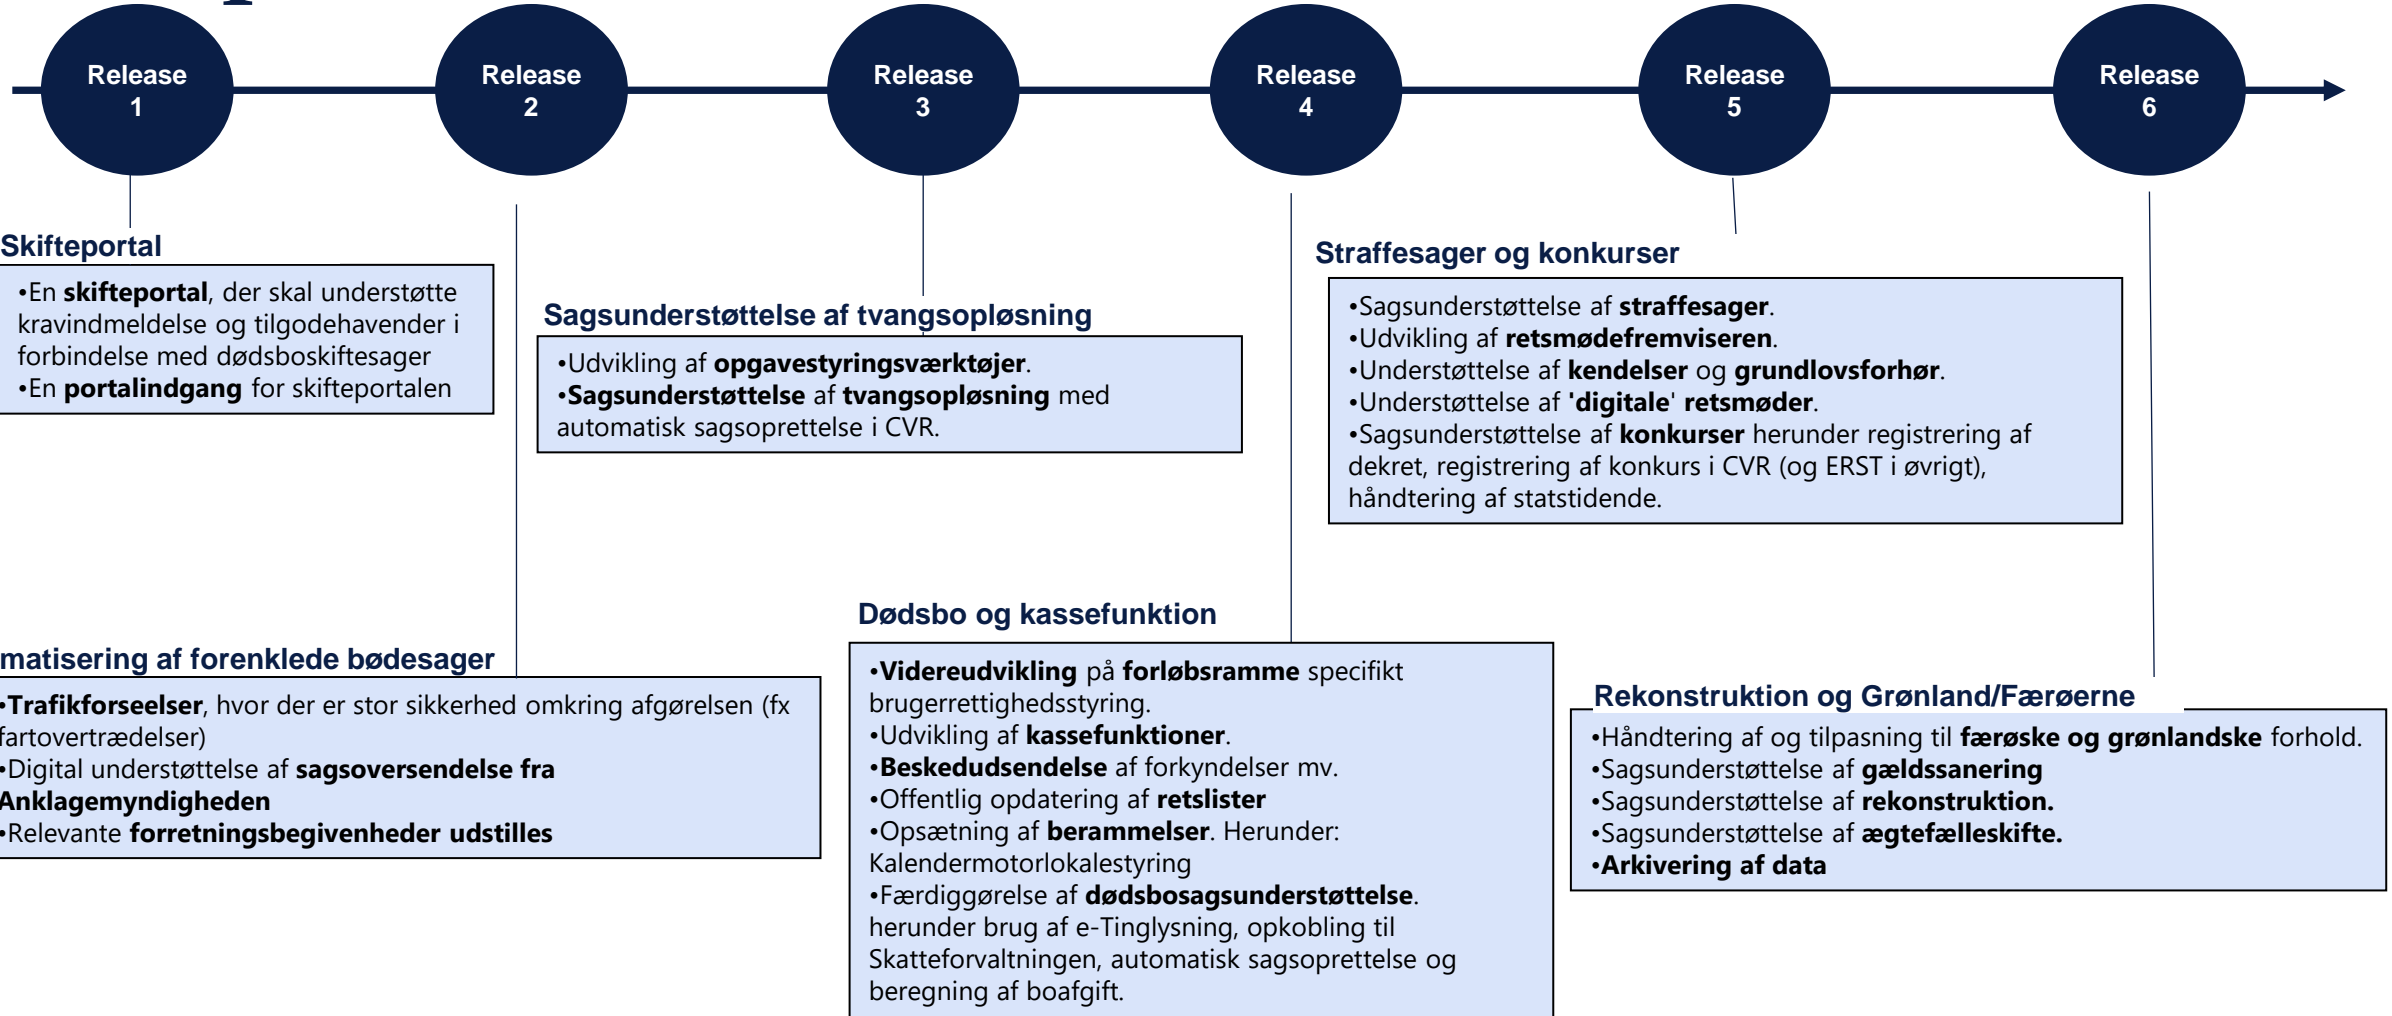 Release
1
Release
2
Release
3
Release
4
Release
5
Release
6
Skifteportal
•En skifteportal, der skal understøtte
kravindmeldelse og tilgodehavender i
forbindelse med dødsboskiftesager
•En portalindgang for skifteportalen
matisering af forenklede bødesager
•Trafikforseelser, hvor der er stor sikkerhed omkring afgørelsen (fx
fartovertrædelser)
•Digital understøttelse af sagsoversendelse fra
Anklagemyndigheden
•Relevante forretningsbegivenheder udstilles
Sagsunderstøttelse af tvangsopløsning
•Udvikling af opgavestyringsværktøjer.
•Sagsunderstøttelse af tvangsopløsning med
automatisk sagsoprettelse i CVR.
Dødsbo og kassefunktion
•Videreudvikling på forløbsramme specifikt
brugerrettighedsstyring.
•Udvikling af kassefunktioner.
•Beskedudsendelse af forkyndelser mv.
•Offentlig opdatering af retslister
•Opsætning af berammelser. Herunder:
Kalendermotorlokalestyring
•Færdiggørelse af dødsbosagsunderstøttelse.
herunder brug af e-Tinglysning, opkobling til
Skatteforvaltningen, automatisk sagsoprettelse og
beregning af boafgift.
Straffesager og konkurser
•Sagsunderstøttelse af straffesager.
•Udvikling af retsmødefremviseren.
•Understøttelse af kendelser og grundlovsforhør.
•Understøttelse af 'digitale' retsmøder.
•Sagsunderstøttelse af konkurser herunder registrering af
dekret, registrering af konkurs i CVR (og ERST i øvrigt),
håndtering af statstidende.
Rekonstruktion og Grønland/Færøerne
•Håndtering af og tilpasning til færøske og grønlandske forhold.
•Sagsunderstøttelse af gældssanering
•Sagsunderstøttelse af rekonstruktion.
•Sagsunderstøttelse af ægtefælleskifte.
•Arkivering af data